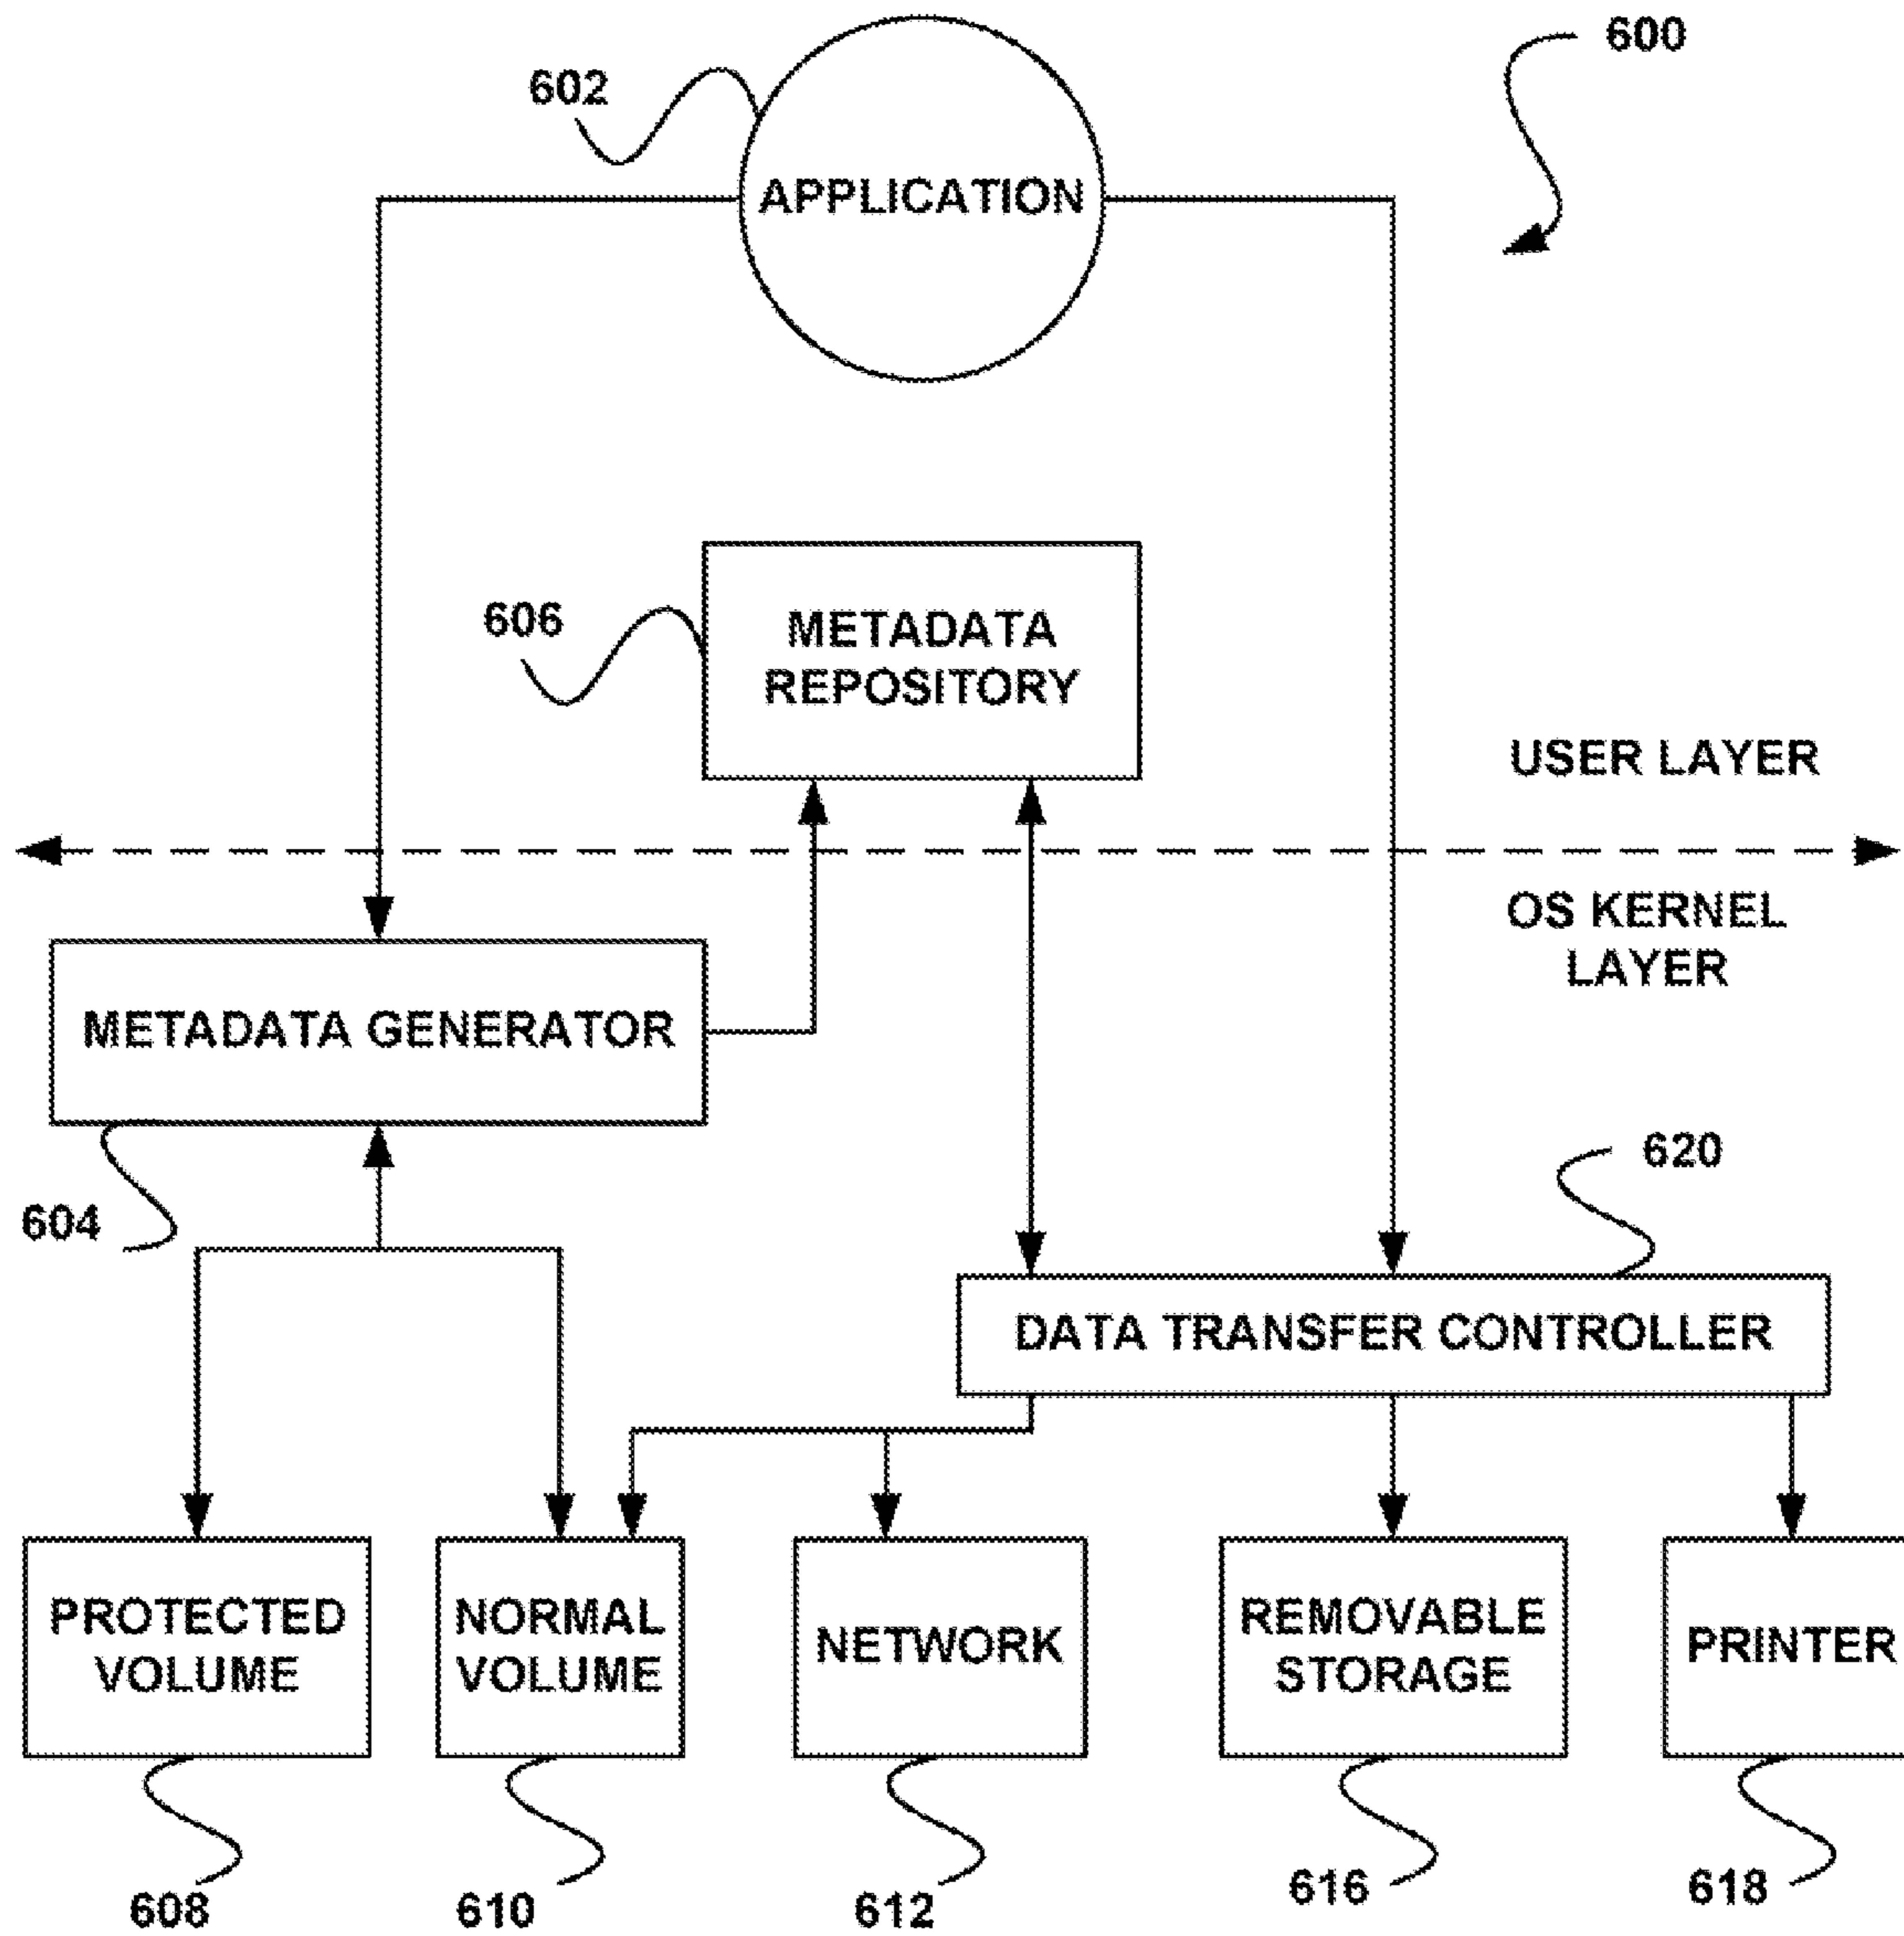 600
602
APPLICATION
606
METADATA
REPOSITORY
USER LAYER
OS KERNEL
LAYER
METADATA GENERATOR
604
620
DATA TRANSFER CONTROLLER
PROTECTED
VOLUME
NORMAL
VOLUME
NETWORK
REMOVABLE
STORAGE
PRINTER
608
610
612
616
618